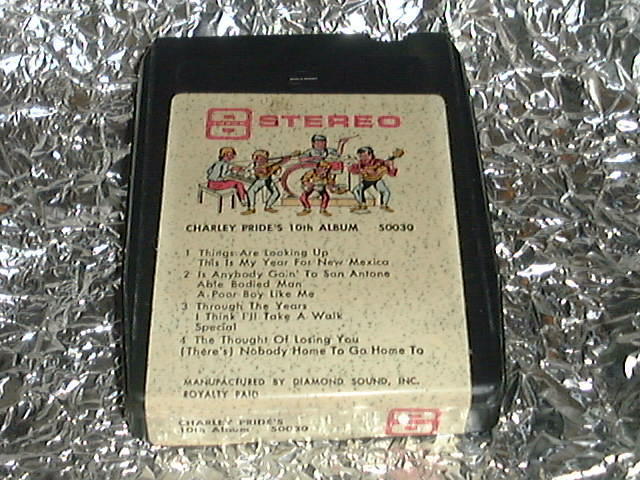 8 STEREO
CHARLEY PRIDE'S 10th ALBUM 50030
1 Things Are Looking Up
This Is My Year For New Mexico
2 Is Anybody Goin' To San Antone
Able Bodied Man
A Poor Boy Like Me
3 Through The Years
I Think I'll Take A Walk
Special
4 The Thought Of Losing You
(There's) Nobody Home To Go Home To
MANUFACTURED BY DIAMOND SOUND, INC.
ROYALTY PAID
CHARLEY PRIDE'S
10th Album 50030
8